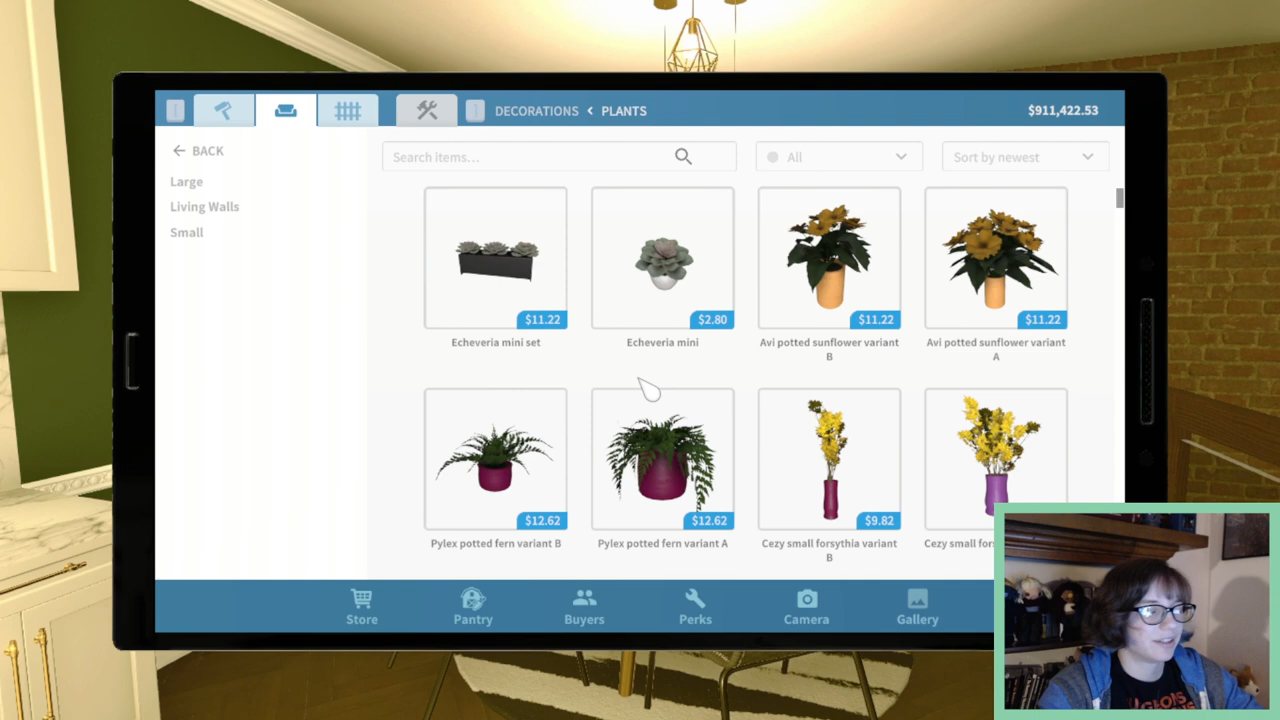 DECORATIONS < PLANTS
$911,422.53
BACK
Search items...
All
Sort by newest
Large
Living Walls
Small
$11.22
$2.80
$11.22
$11.22
Echeveria mini set
Echeveria mini
Avi potted sunflower variant
B
Avi potted sunflower variant
A
$12.62
$12.62
$9.82
Pylex potted fern variant B
Pylex potted fern variant A
Cezy small forsythia variant
B
Cezy small
Store
Pantry
Buyers
Perks
Camera
Gallery